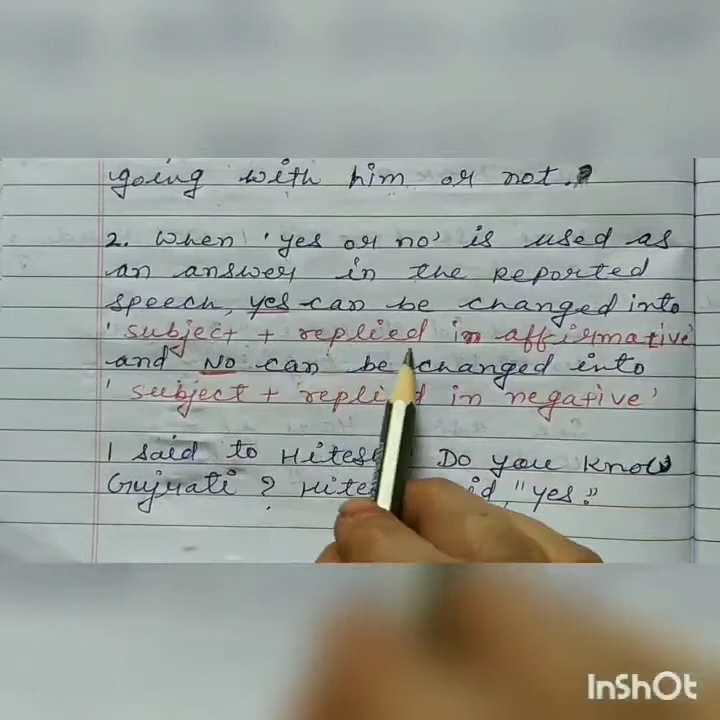 going with him or not.
2. When 'yes or no' is used as
an answer in the reported
speech, yes can be changed into
'subject + replied in affirmative'
and No can be changed into
'subject + replied in negative'
I said to Hitesh Do you know
Gujrati ? "yes."
InShOt